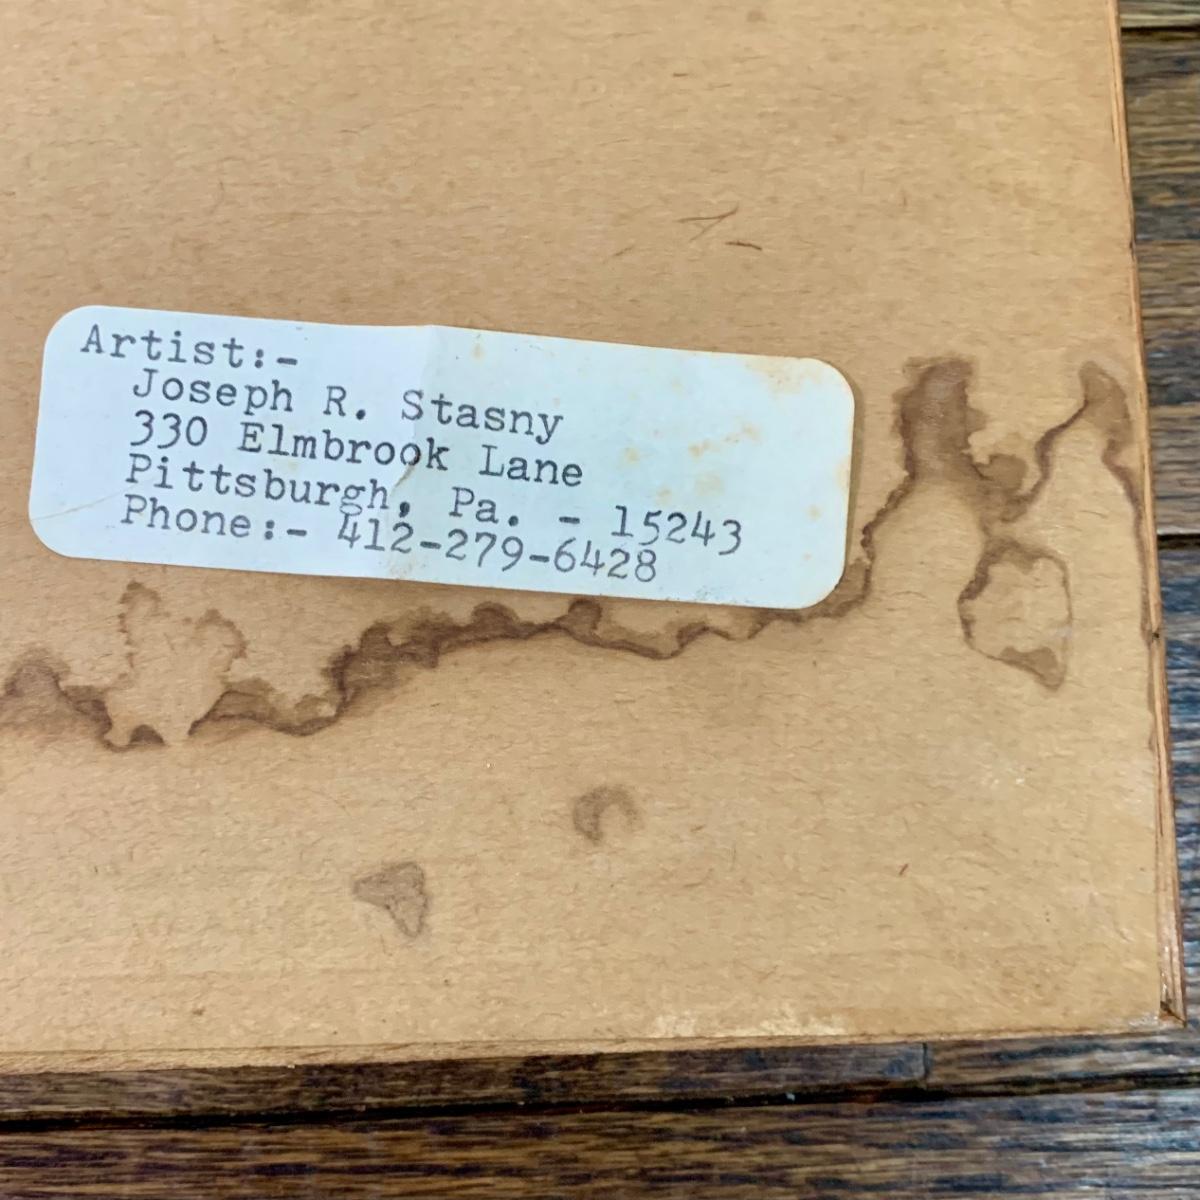 Artist:-
Joseph R. Stasny
330 Elmbrook Lane
Pittsburgh, Pa. - 15243
Phone:- 412-279-6428